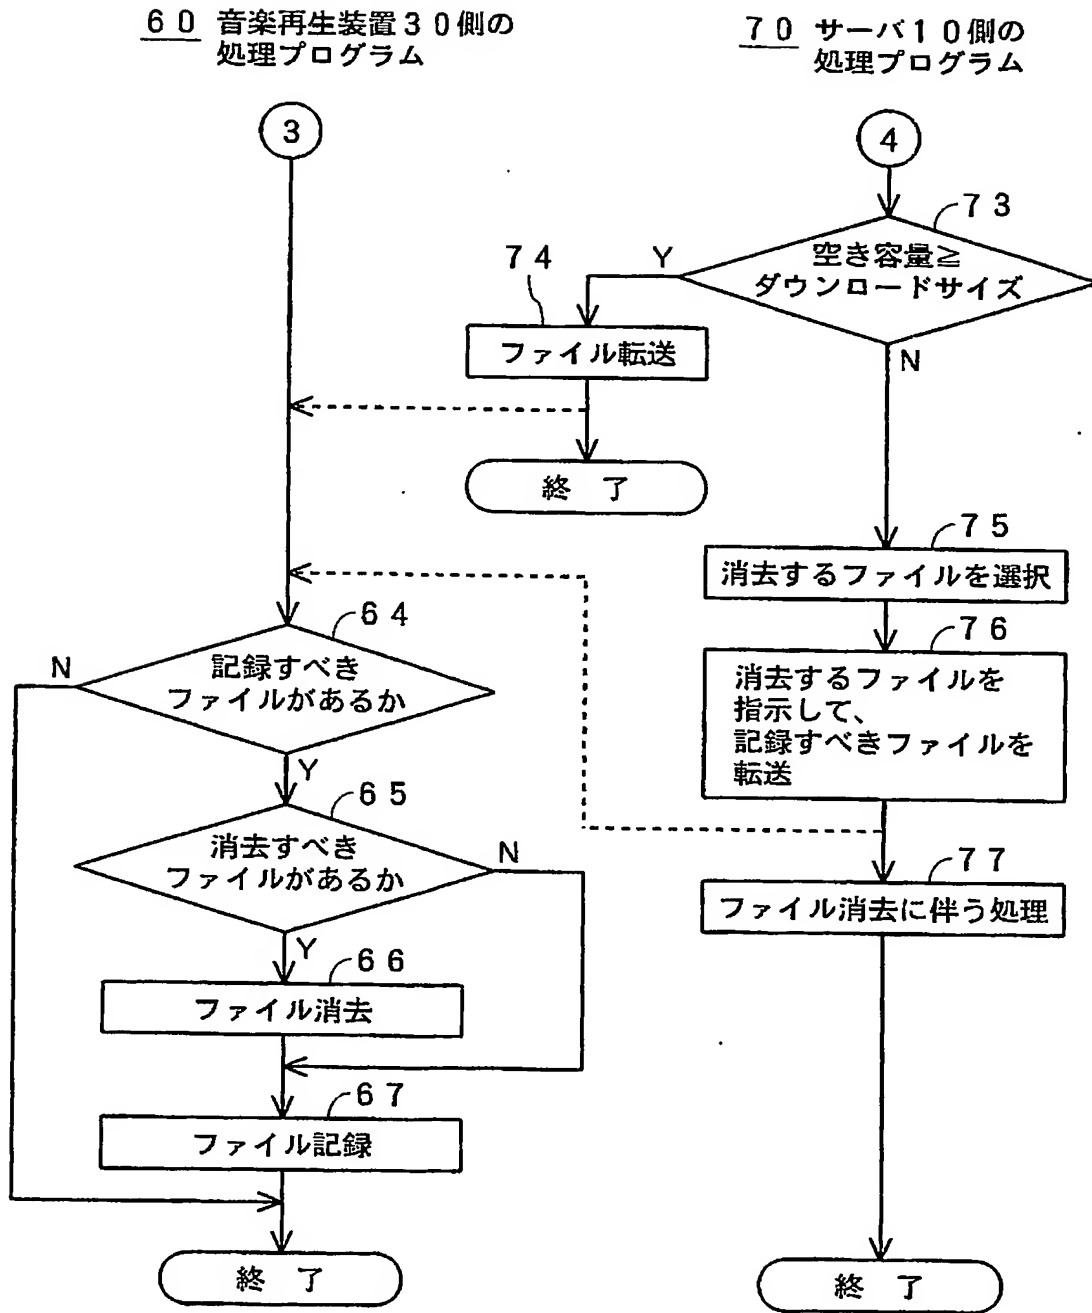 ６０ 音楽再生装置３０側の
処理プログラム
３
N
６４
記録すべき
ファイルがあるか
Y
６５
消去すべき
ファイルがあるか
N
Y
６６
ファイル消去
６７
ファイル記録
終 了
７０ サーバ１０側の
処理プログラム
４
７３
空き容量≧
ダウンロードサイズ
Y
７４
ファイル転送
終 了
N
７５
消去するファイルを選択
７６
消去するファイルを
指示して、
記録すべきファイルを
転送
７７
ファイル消去に伴う処理
終 了